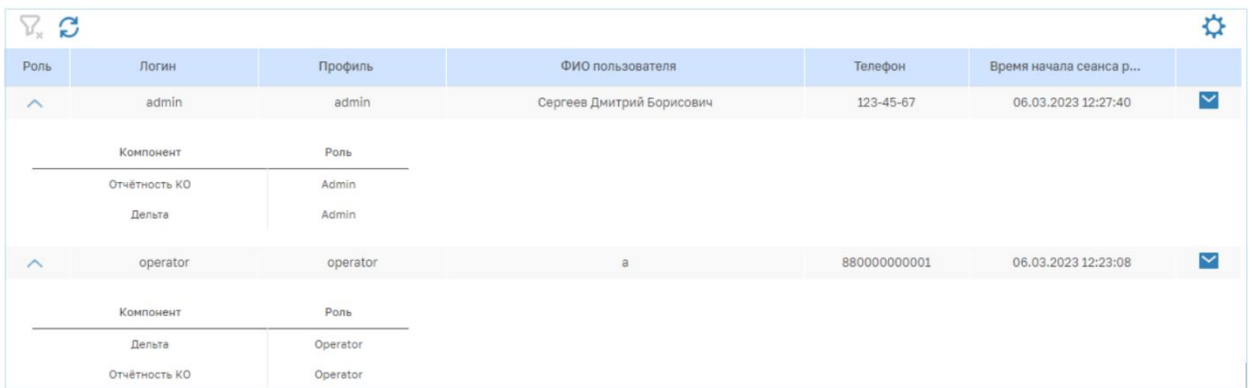 Роль Логин Профиль ФИО пользователя Телефон Время начала сеанса р...
admin admin Сергеев Дмитрий Борисович 123-45-67 06.03.2023 12:27:40
Компонент Роль
Отчётность КО Admin
Дельта Admin
operator operator а 880000000001 06.03.2023 12:23:08
Компонент Роль
Дельта Operator
Отчётность КО Operator